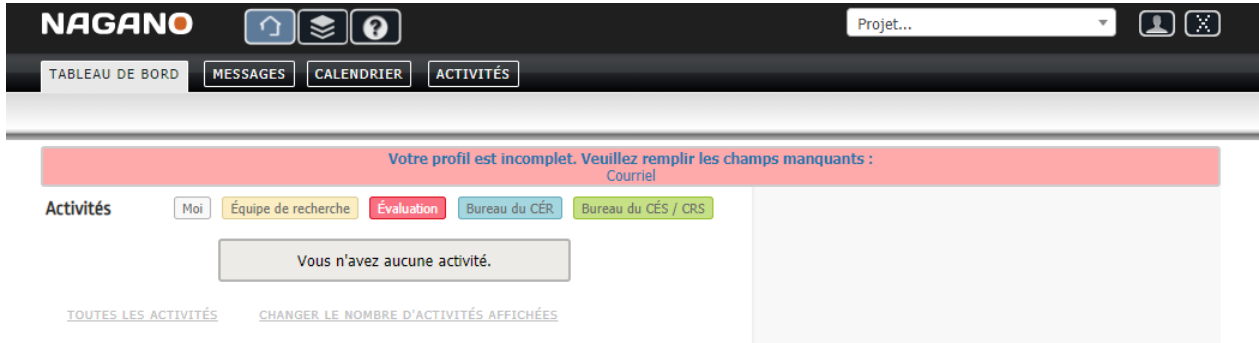 NAGANO
Projet...
TABLEAU DE BORD MESSAGES CALENDRIER ACTIVITÉS
Votre profil est incomplet. Veuillez remplir les champs manquants :
Courriel
Activités Moi Équipe de recherche Évaluation Bureau du CÉR Bureau du CÉS / CRS
Vous n'avez aucune activité.
TOUTES LES ACTIVITÉS CHANGER LE NOMBRE D'ACTIVITÉS AFFICHÉES